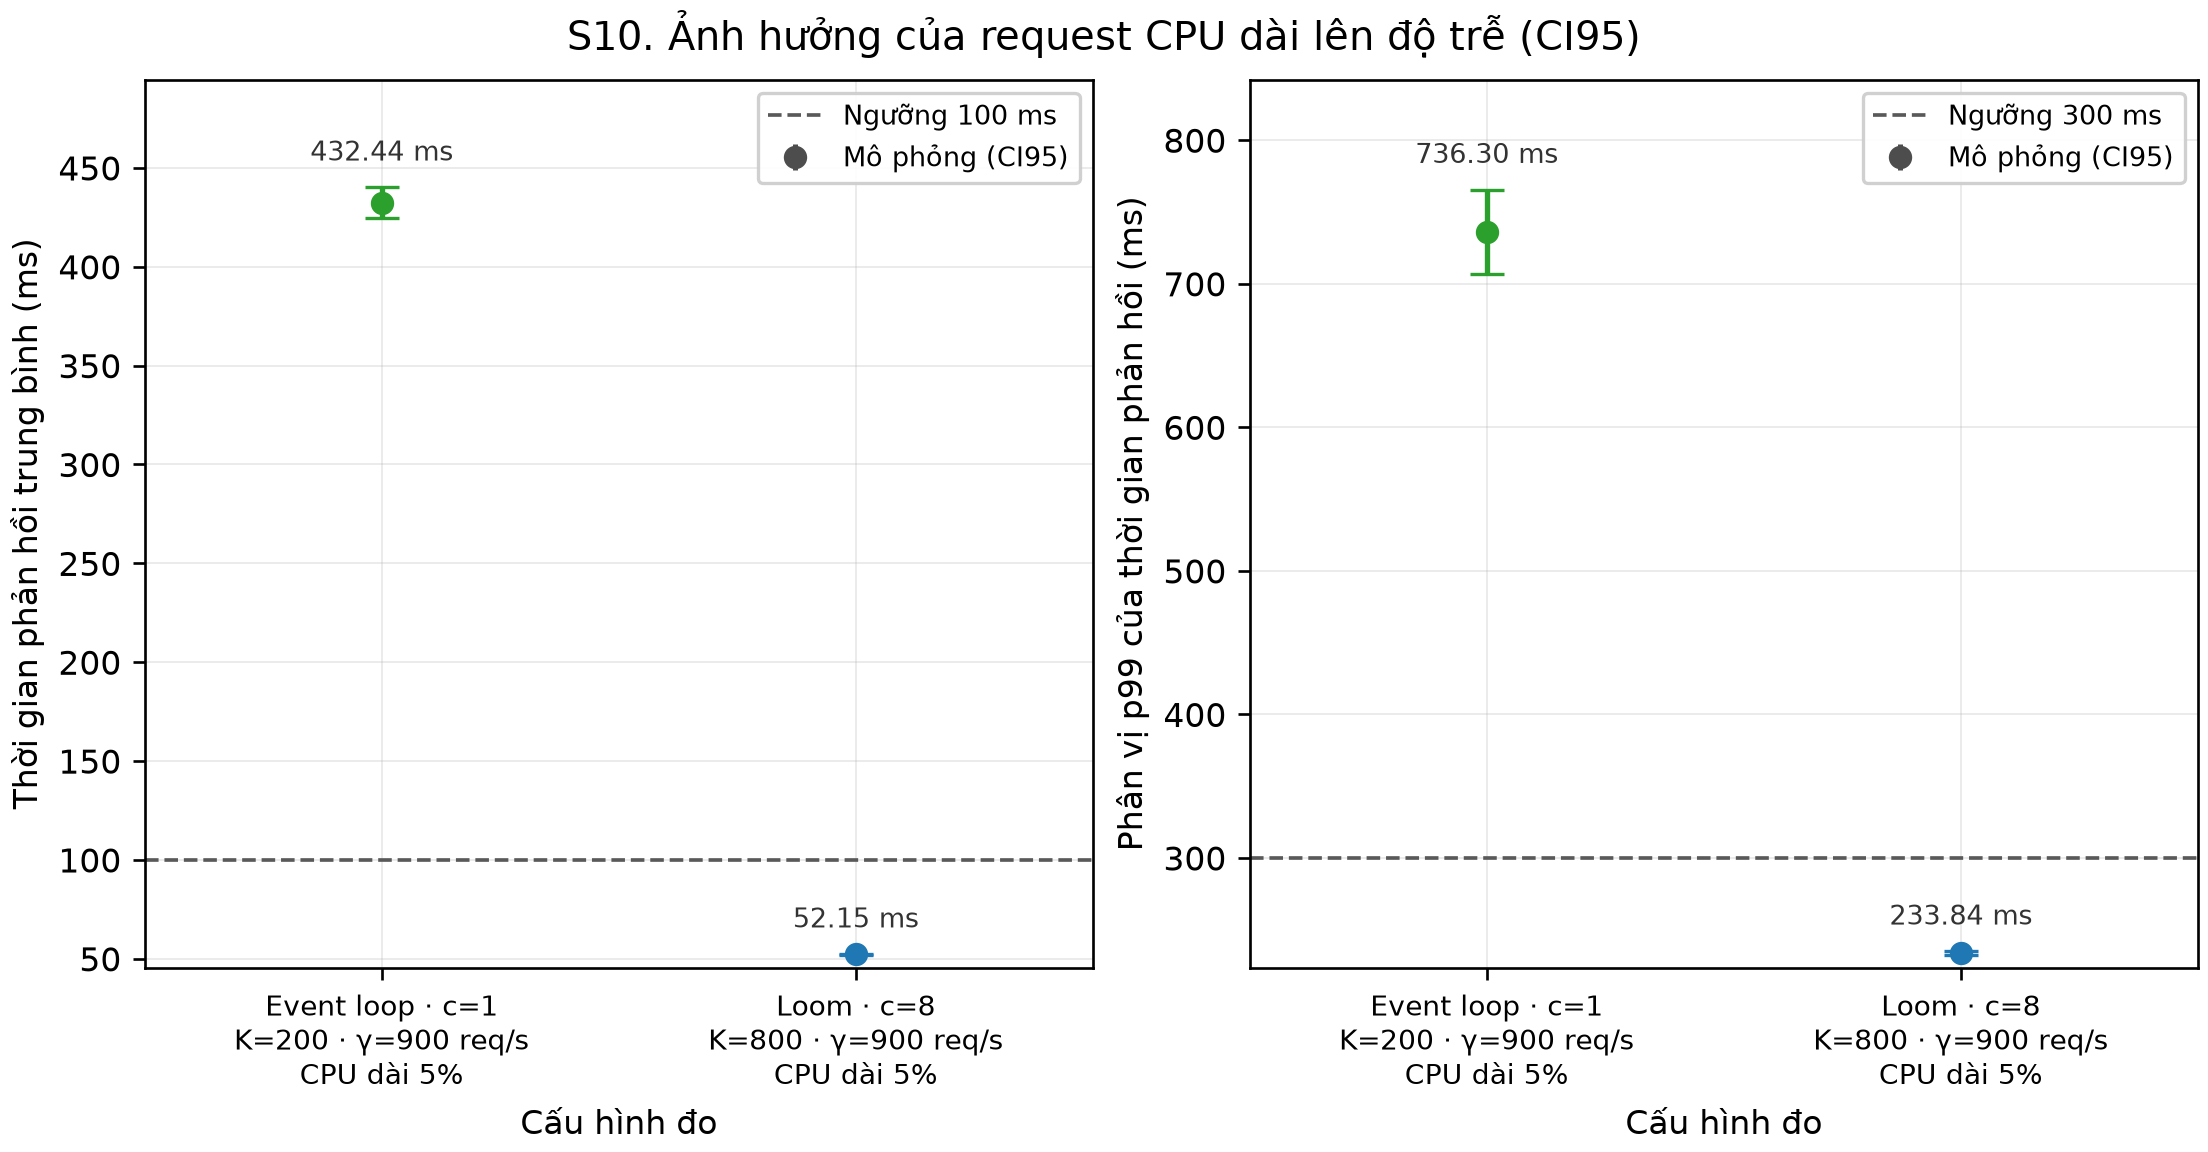 S10. Ảnh hưởng của request CPU dài lên độ trễ (CI95)
Thời gian phản hồi trung bình (ms)
450
400
350
300
250
200
150
100
50
432.44 ms
52.15 ms
Ngưỡng 100 ms
Mô phỏng (CI95)
Event loop · c=1
K=200 · γ=900 req/s
CPU dài 5%
Loom · c=8
K=800 · γ=900 req/s
CPU dài 5%
Cấu hình đo
Phân vị p99 của thời gian phản hồi (ms)
800
700
600
500
400
300
736.30 ms
233.84 ms
Ngưỡng 300 ms
Mô phỏng (CI95)
Event loop · c=1
K=200 · γ=900 req/s
CPU dài 5%
Loom · c=8
K=800 · γ=900 req/s
CPU dài 5%
Cấu hình đo